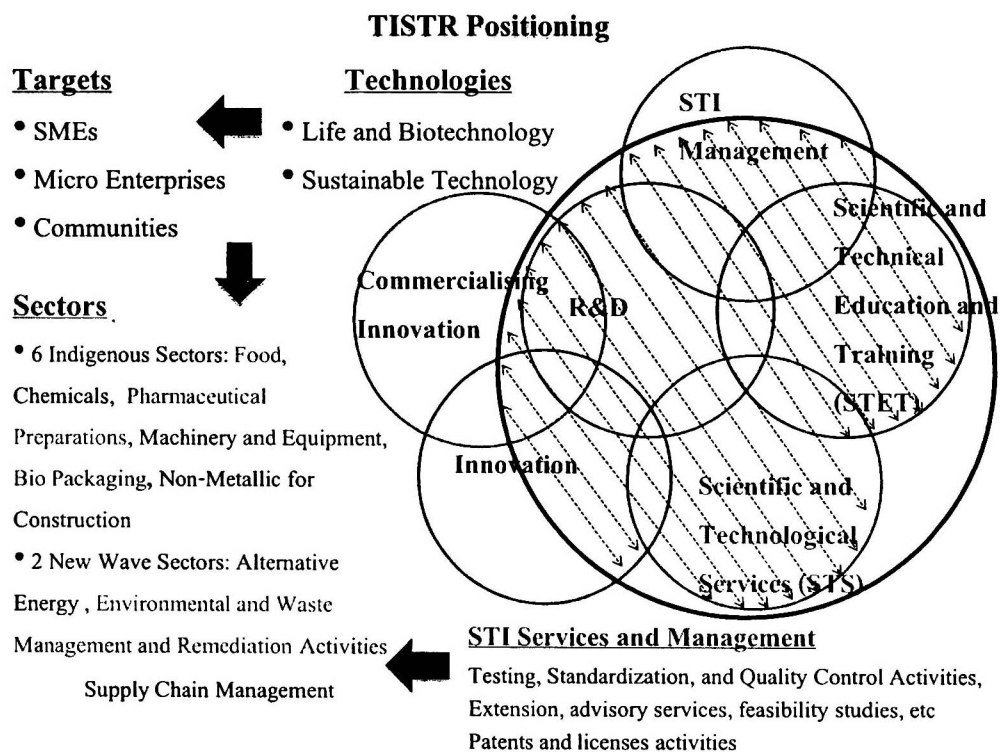 TISTR Positioning
Targets
• SMEs
• Micro Enterprises
• Communities
Technologies
• Life and Biotechnology
• Sustainable Technology
STI
Management
Scientific and
Technical
Education and
Training
(STET)
Commercialising
Innovation
R&D
Innovation
Scientific and
Technological
Services (STS)
Sectors
• 6 Indigenous Sectors: Food,
Chemicals, Pharmaceutical
Preparations, Machinery and Equipment,
Bio Packaging, Non-Metallic for
Construction
• 2 New Wave Sectors: Alternative
Energy , Environmental and Waste
Management and Remediation Activities
Supply Chain Management
STI Services and Management
Testing, Standardization, and Quality Control Activities,
Extension, advisory services, feasibility studies, etc
Patents and licenses activities